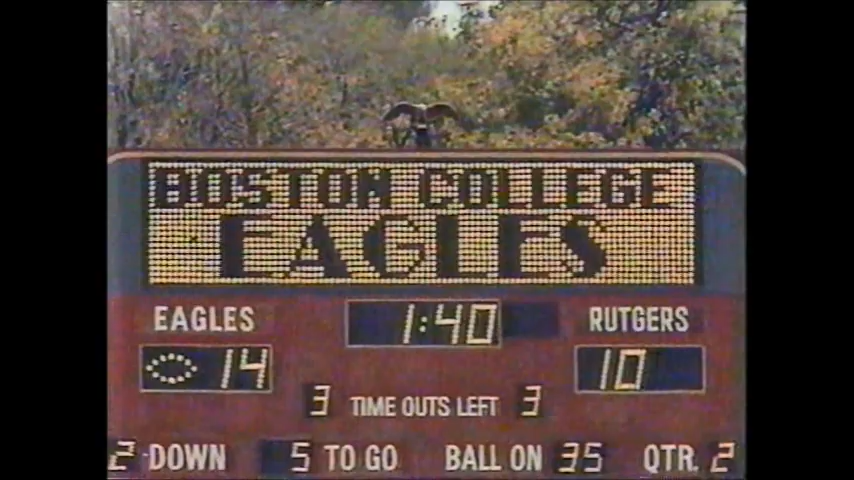 BOSTON COLLEGE
EAGLES
EAGLES 1:40 RUTGERS
14 10
3 TIME OUTS LEFT 3
2 DOWN 5 TO GO BALL ON 35 QTR. 2